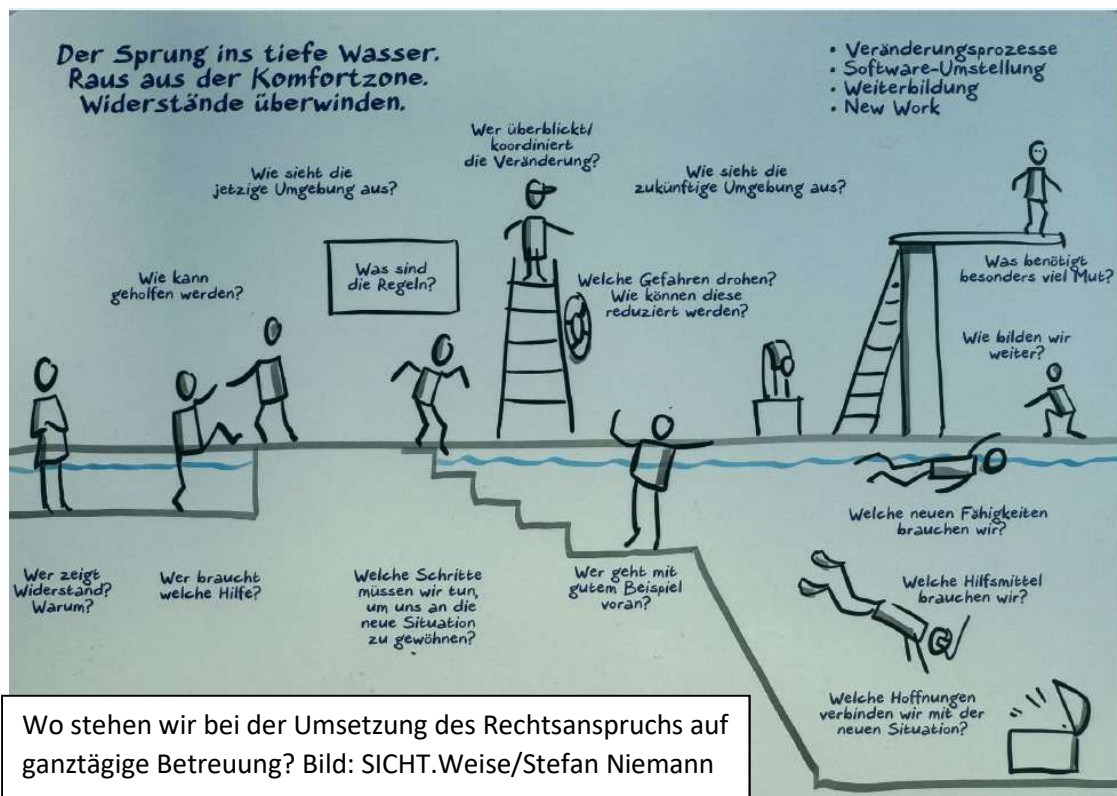 Der Sprung ins tiefe Wasser.
Raus aus der Komfortzone.
Widerstände überwinden.
• Veränderungsprozesse
• Software-Umstellung
• Weiterbildung
• New Work
Wer überblickt/
koordiniert
die Veränderung?
Wie sieht die
jetzige Umgebung aus?
Wie sieht die
zukünftige Umgebung aus?
Wie kann
geholfen werden?
Was sind
die Regeln?
Welche Gefahren drohen?
Wie können diese
reduziert werden?
Was benötigt
besonders viel Mut?
Wie bilden wir
weiter?
Welche neuen Fähigkeiten
brauchen wir?
Wer zeigt
Widerstand?
Warum?
Wer braucht
welche Hilfe?
Welche Schritte
müssen wir tun,
um uns an die
neue Situation
zu gewöhnen?
Wer geht mit
gutem Beispiel
voran?
Welche Hilfsmittel
brauchen wir?
Welche Hoffnungen
verbinden wir mit der
neuen Situation?
Wo stehen wir bei der Umsetzung des Rechtsanspruchs auf
ganztägige Betreuung? Bild: SICHT.Weise/Stefan Niemann